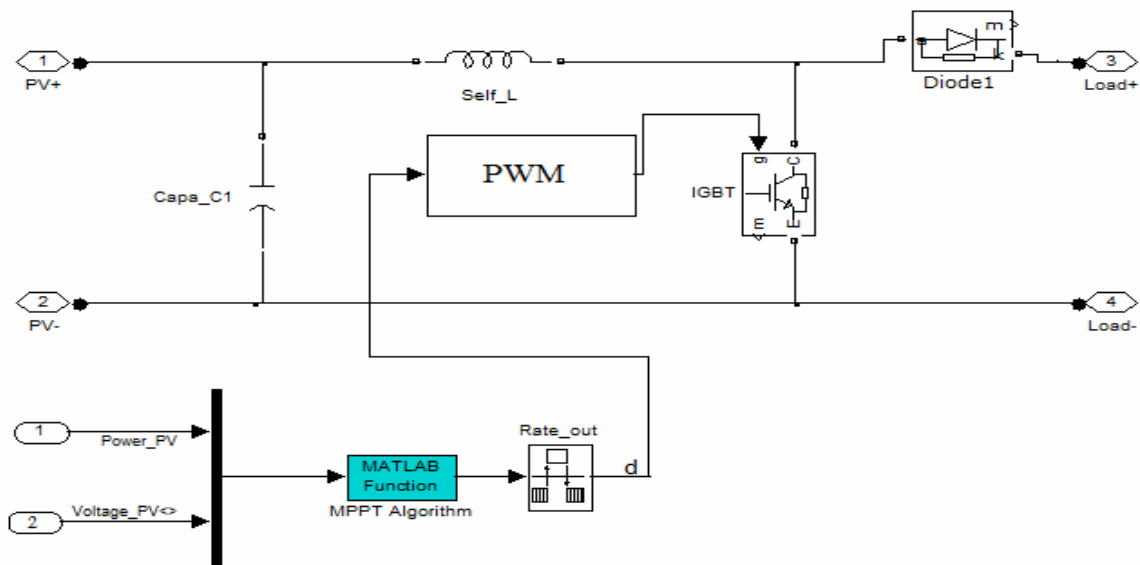 1
PV+
Self_L
m
a
k
Diode1
3
Load+
PWM
g
C
IGBT
m
E
Capa_C1
2
PV-
4
Load-
1
Power_PV
Rate_out
MATLAB
Function
d
MPPT Algorithm
2
Voltage_PV<>